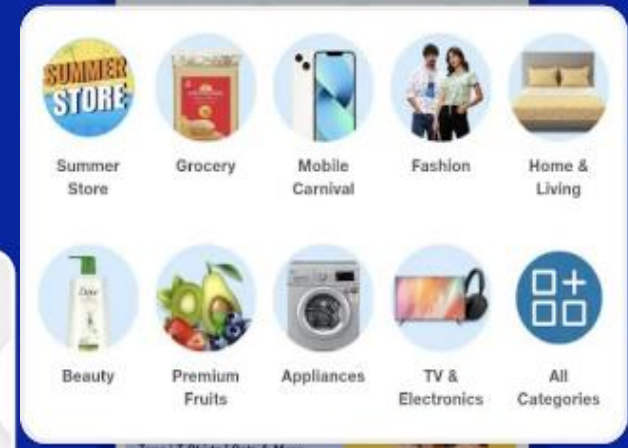 SUMMER
STORE
Summer
Store
Grocery
Mobile
Carnival
Fashion
Home &
Living
Dove
Beauty
Premium
Fruits
Appliances
TV &
Electronics
All
Categories